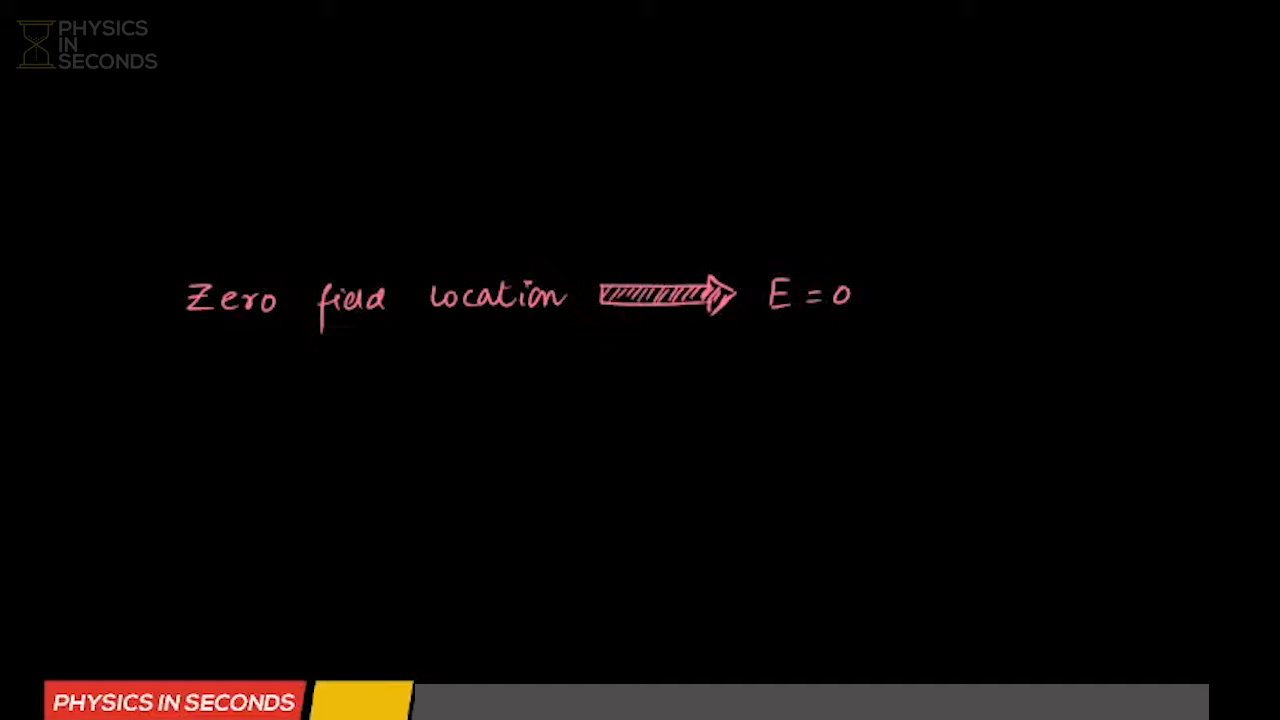 PHYSICS
IN
SECONDS
Zero field location E = 0
PHYSICS IN SECONDS